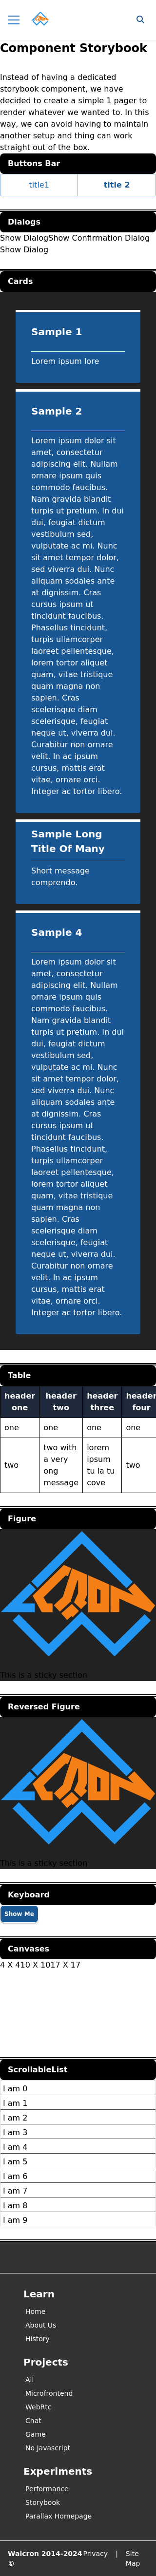 Component Storybook
Instead of having a dedicated
storybook component, we have
decided to create a simple 1 page to
render whatever we wanted to. In this
way, we can avoid having to maintain
another setup and thing can work
straight out of the box.
Buttons Bar
title1 title 2
Dialogs
Show DialogShow Confirmation Dialog
Show Dialog
Cards
Sample 1
Lorem ipsum lore
Sample 2
Lorem ipsum dolor sit
amet, consectetur
adipiscing elit. Nullam
ornare ipsum quis
commodo faucibus.
Nam gravida blandit
turpis ut pretium. In dui
dui, feugiat dictum
vestibulum sed,
vulputate ac mi. Nunc
sit amet tempor dolor,
sed viverra dui. Nunc
aliquam sodales ante
at dignissim. Cras
cursus ipsum ut
tincidunt faucibus.
Phasellus tincidunt,
turpis ullamcorper
laoreet pellentesque,
lorem tortor aliquet
quam, vitae tristique
quam magna non
sapien. Cras
scelerisque diam
scelerisque, feugiat
neque ut, viverra dui.
Curabitur non ornare
velit. In ac ipsum
cursus, mattis erat
vitae, ornare orci.
Integer ac tortor libero.
Sample Long
Title Of Many
Short message
comprendo.
Sample 4
Lorem ipsum dolor sit
amet, consectetur
adipiscing elit. Nullam
ornare ipsum quis
commodo faucibus.
Nam gravida blandit
turpis ut pretium. In dui
dui, feugiat dictum
vestibulum sed,
vulputate ac mi. Nunc
sit amet tempor dolor,
sed viverra dui. Nunc
aliquam sodales ante
at dignissim. Cras
cursus ipsum ut
tincidunt faucibus.
Phasellus tincidunt,
turpis ullamcorper
laoreet pellentesque,
lorem tortor aliquet
quam, vitae tristique
quam magna non
sapien. Cras
scelerisque diam
scelerisque, feugiat
neque ut, viverra dui.
Curabitur non ornare
velit. In ac ipsum
cursus, mattis erat
vitae, ornare orci.
Integer ac tortor libero.
Table
header one header two header three header four
one one one one
two two with a very ong message lorem ipsum tu la tu cove two
Figure
This is a sticky section
Reversed Figure
This is a sticky section
Keyboard
Show Me
Canvases
4 X 410 X 1017 X 17
ScrollableList
I am 0
I am 1
I am 2
I am 3
I am 4
I am 5
I am 6
I am 7
I am 8
I am 9
Learn
Home
About Us
History
Projects
All
Microfrontend
WebRtc
Chat
Game
No Javascript
Experiments
Performance
Storybook
Parallax Homepage
Walcron 2014-2024 © Privacy | Site Map